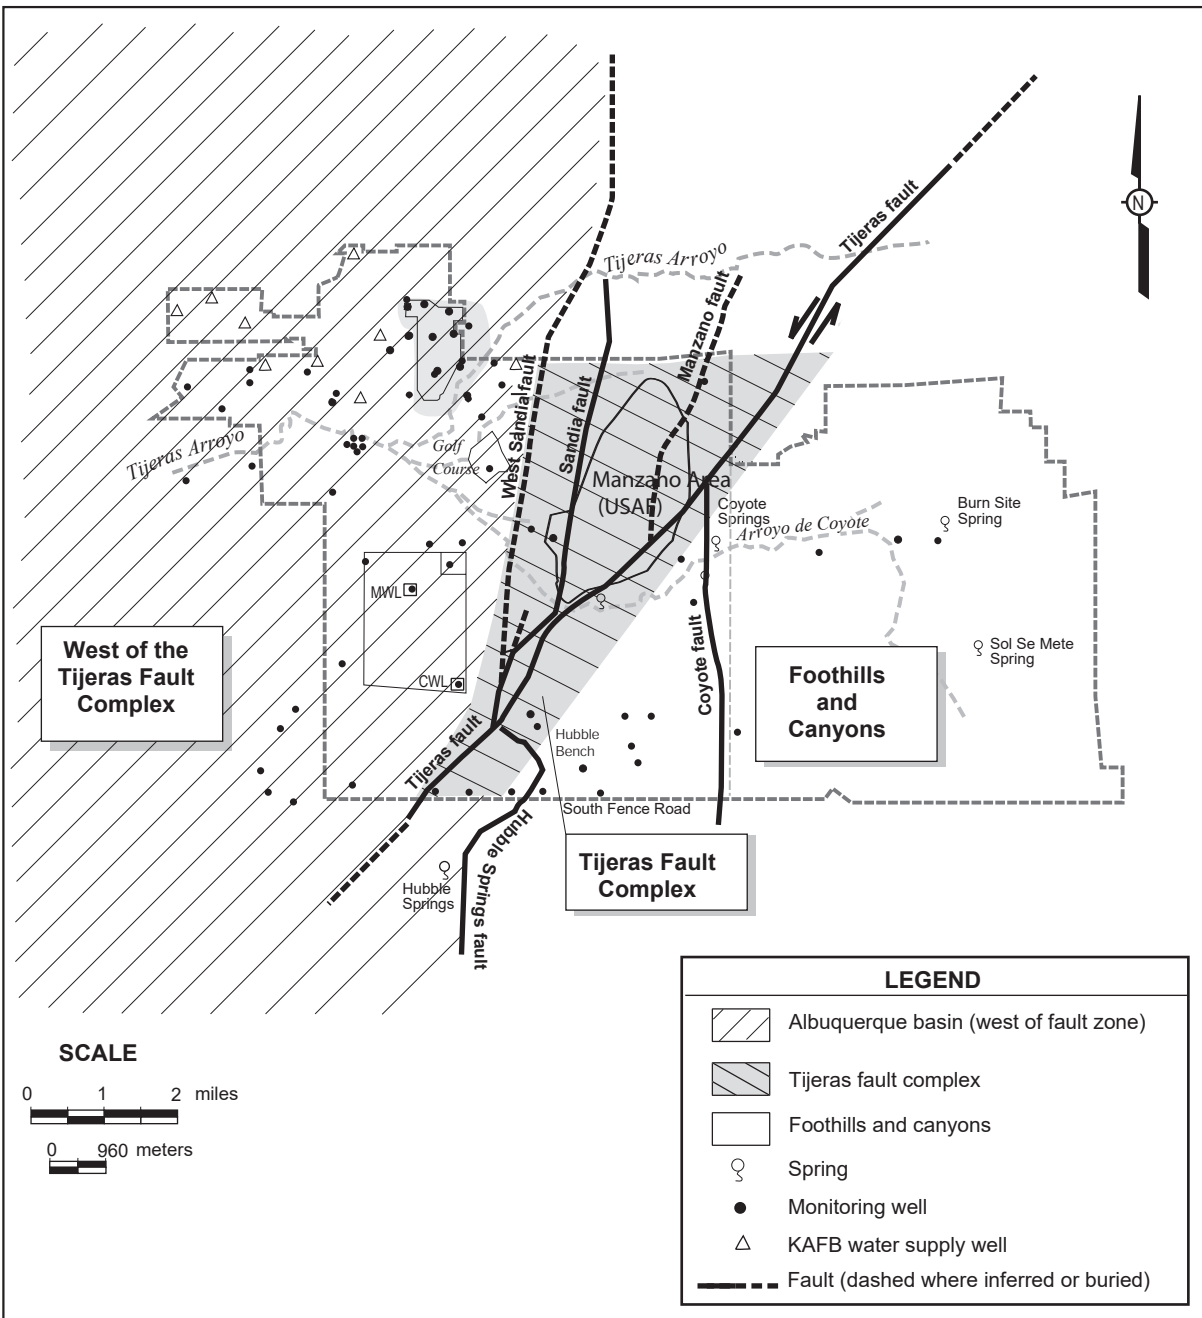 N
Tijeras fault
Tijeras Arroyo
Manzano fault
West Sandia fault
Sandia fault
Golf
Course
Tijeras Arroyo
Manzano Area
(USAF)
Coyote
Springs
Arroyo de Coyote
Burn Site
Spring
MWL
CWL
Sol Se Mete
Spring
Coyote fault
West of the
Tijeras Fault
Complex
Foothills
and
Canyons
Tijeras fault
Hubble
Bench
South Fence Road
Hubble Springs fault
Tijeras Fault
Complex
Hubble
Springs
LEGEND
Albuquerque basin (west of fault zone)
Tijeras fault complex
Foothills and canyons
Spring
Monitoring well
KAFB water supply well
Fault (dashed where inferred or buried)
SCALE
0 1 2 miles
0 960 meters